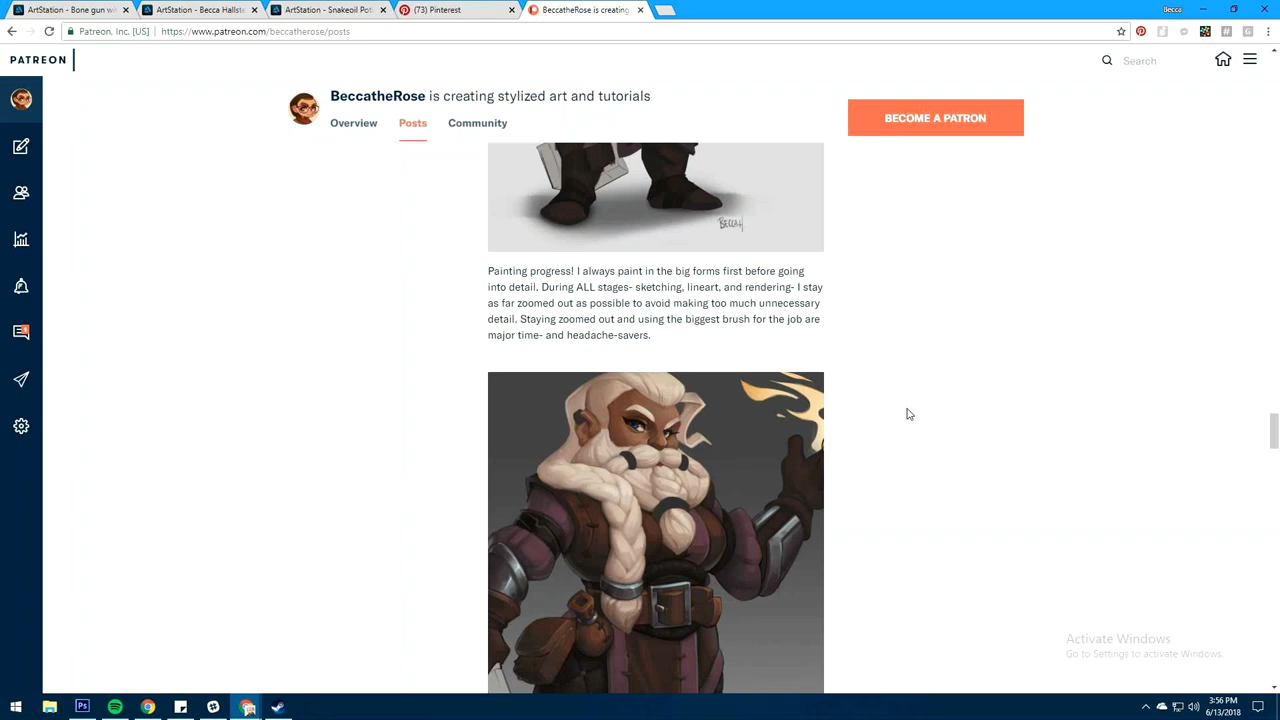 ArtStation - Bone gun wi
ArtStation - Becca Hallste
ArtStation - Snakeoil Pot
(73) Pinterest
BeccatheRose is creating
Becca
Patreon, Inc. [US] | https://www.patreon.com/beccatherose/posts
PATREON
Search
BeccatheRose is creating stylized art and tutorials
BECOME A PATRON
Overview Posts Community
BECCAH
Painting progress! I always paint in the big forms first before going
into detail. During ALL stages- sketching, lineart, and rendering- I stay
as far zoomed out as possible to avoid making too much unnecessary
detail. Staying zoomed out and using the biggest brush for the job are
major time- and headache-savers.
Activate Windows
Go to Settings to activate Windows.
Ps
3:56 PM
6/13/2018